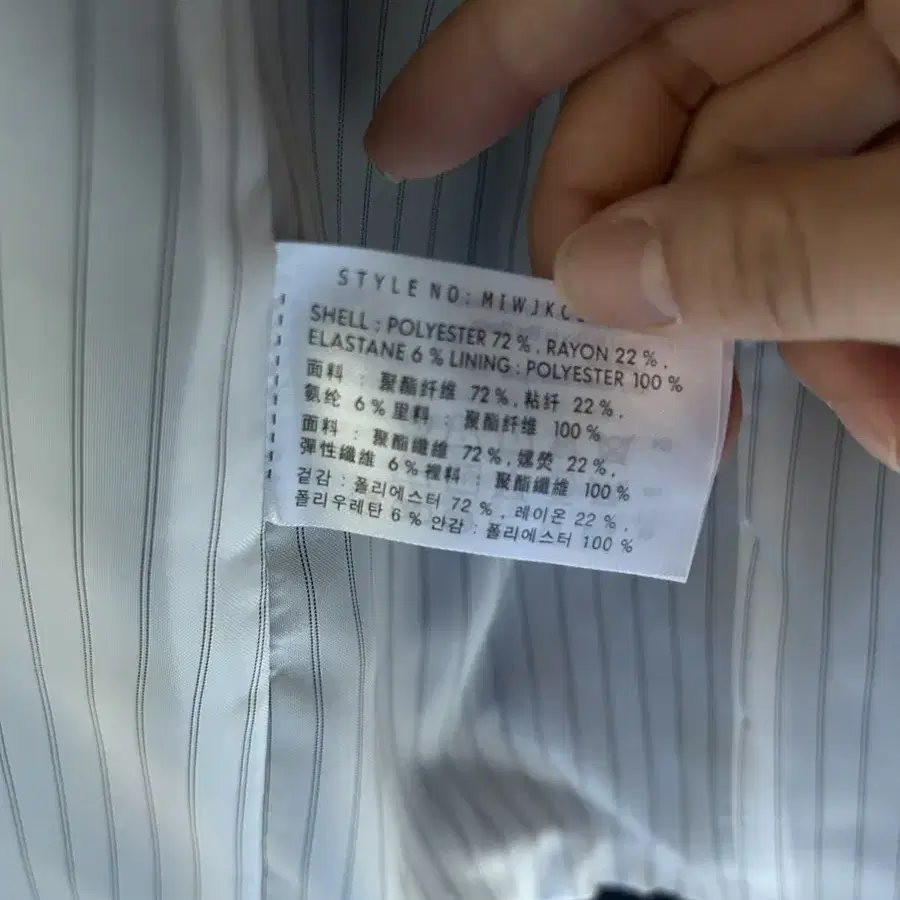 STYLE NO: MIWJKC
SHELL : POLYESTER 72 % , RAYON 22 % ,
ELASTANE 6 % LINING : POLYESTER 100 %
面料 : 聚酯纤维 72 % , 粘纤 22 % ,
氨纶 6 % 里料 : 聚酯纤维 100 %
面料 : 聚酯纖維 72 % , 嫘熒 22 % ,
彈性纖維 6 % 裡料 : 聚酯纖維 100 %
겉감 : 폴리에스터 72 % , 레이온 22 % ,
폴리우레탄 6 % 안감 : 폴리에스터 100 %